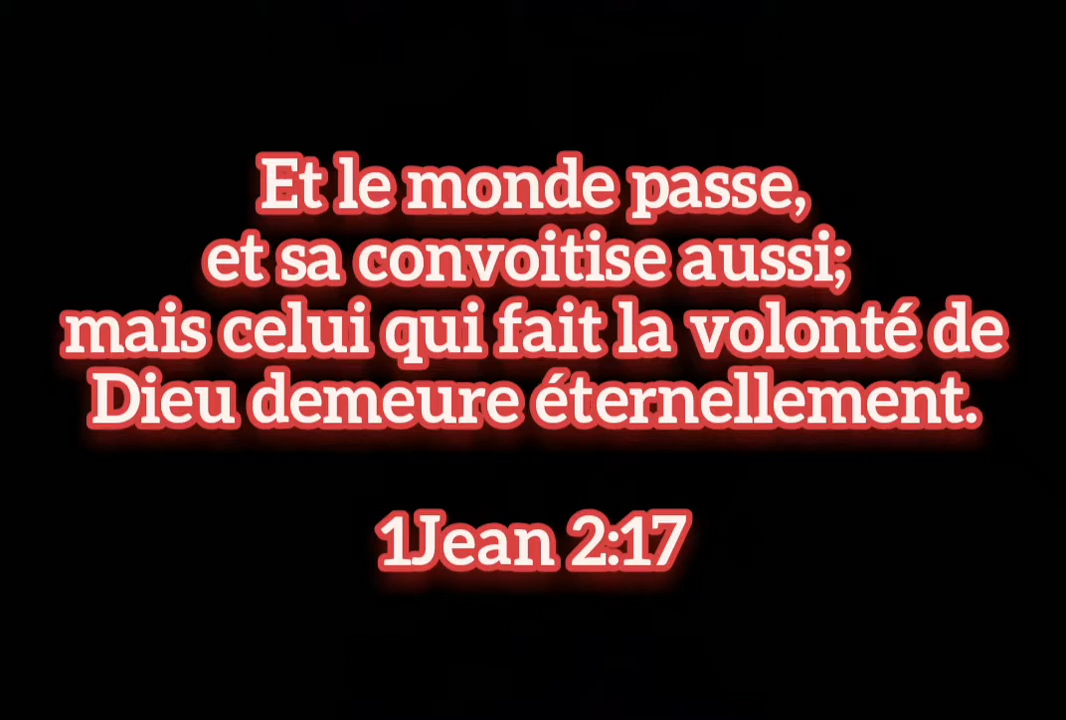 Et le monde passe,
et sa convoitise aussi;
mais celui qui fait la volonté de
Dieu demeure éternellement.
1Jean 2:17